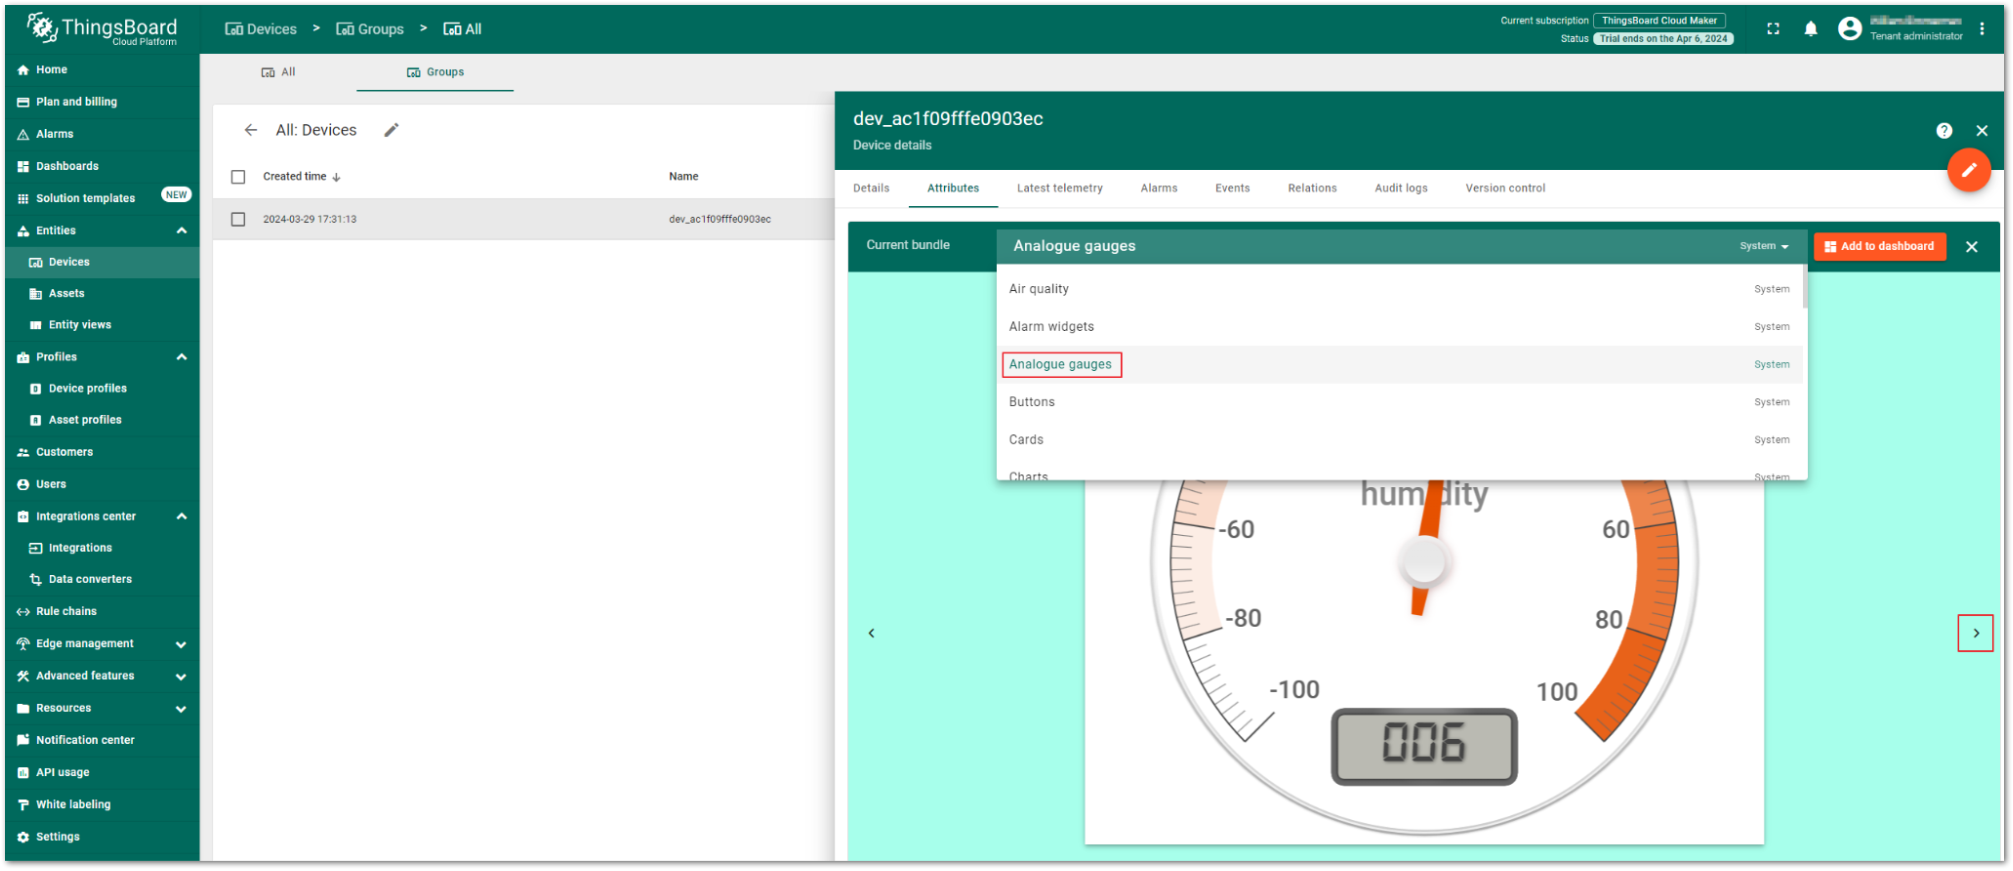 ThingsBoard
Cloud Platform
Devices > Groups > All
Current subscription ThingsBoard Cloud Maker
Status Trial ends on the Apr 6, 2024
Tenant administrator
Home
Plan and billing
Alarms
Dashboards
Solution templates NEW
Entities
Devices
Assets
Entity views
Profiles
Device profiles
Asset profiles
Customers
Users
Integrations center
Integrations
Data converters
Rule chains
Edge management
Advanced features
Resources
Notification center
API usage
White labeling
Settings
All Groups
All: Devices
Created time Name
2024-03-29 17:31:13 dev_ac1f09fffe0903ec
dev_ac1f09fffe0903ec
Device details
Details Attributes Latest telemetry Alarms Events Relations Audit logs Version control
Current bundle Analogue gauges System Add to dashboard
Air quality System
Alarm widgets System
Analogue gauges System
Buttons System
Cards System
Charts System
humidity
-60 60
-80 80
-100 100
006